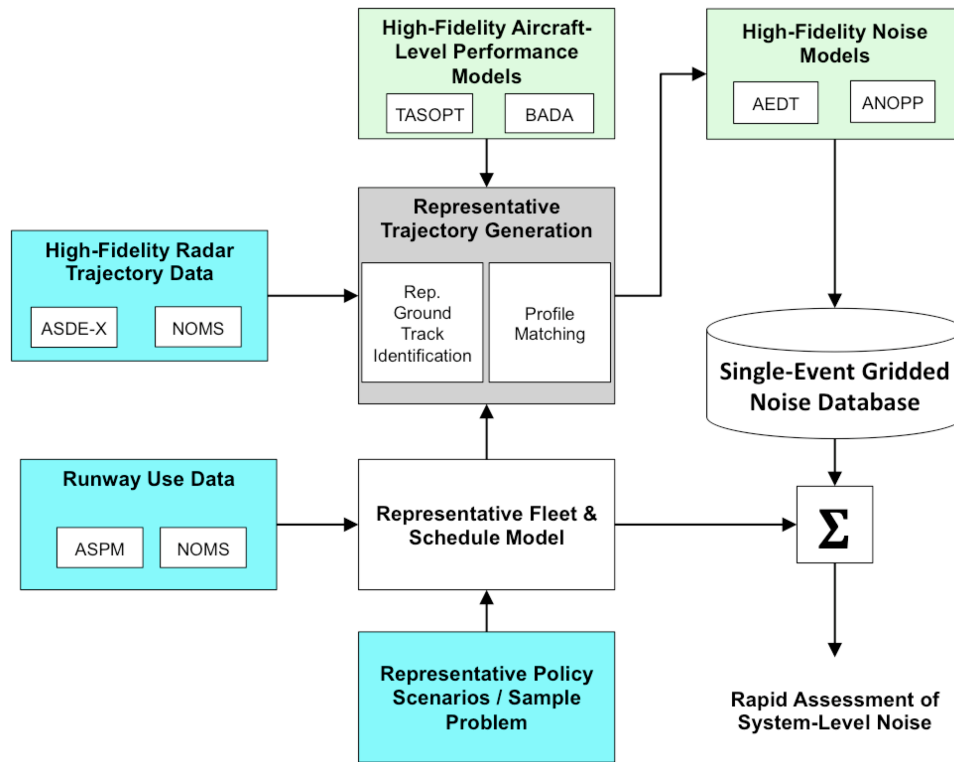 High-Fidelity Aircraft-
Level Performance
Models
TASOPT
BADA
High-Fidelity Noise
Models
AEDT
ANOPP
Representative
Trajectory Generation
Rep.
Ground
Track
Identification
Profile
Matching
High-Fidelity Radar
Trajectory Data
ASDE-X
NOMS
Single-Event Gridded
Noise Database
Runway Use Data
ASPM
NOMS
Representative Fleet &
Schedule Model
Σ
Representative Policy
Scenarios / Sample
Problem
Rapid Assessment of
System-Level Noise